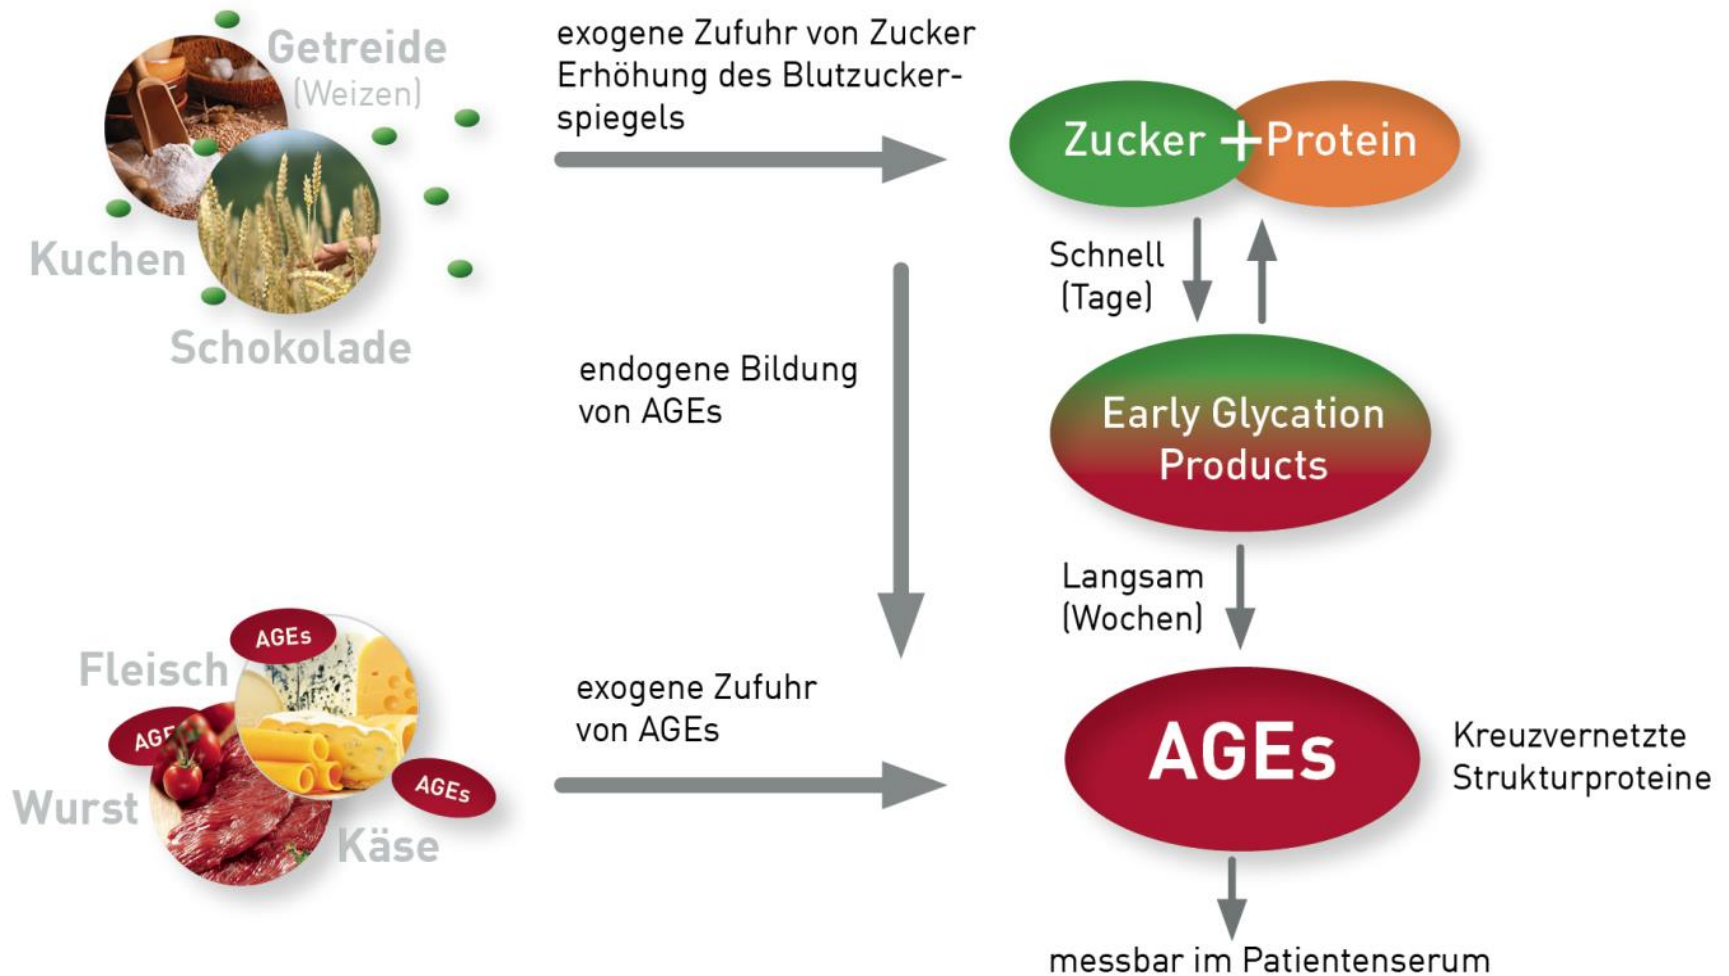 Getreide
(Weizen)
Kuchen
Schokolade
exogene Zufuhr von Zucker
Erhöhung des Blutzucker-
spiegels
Zucker + Protein
Schnell
(Tage)
endogene Bildung
von AGEs
Early Glycation
Products
Langsam
(Wochen)
AGEs
Fleisch
AGE
AGEs
Wurst
Käse
exogene Zufuhr
von AGEs
AGEs
Kreuzvernetzte
Strukturproteine
messbar im Patientenserum